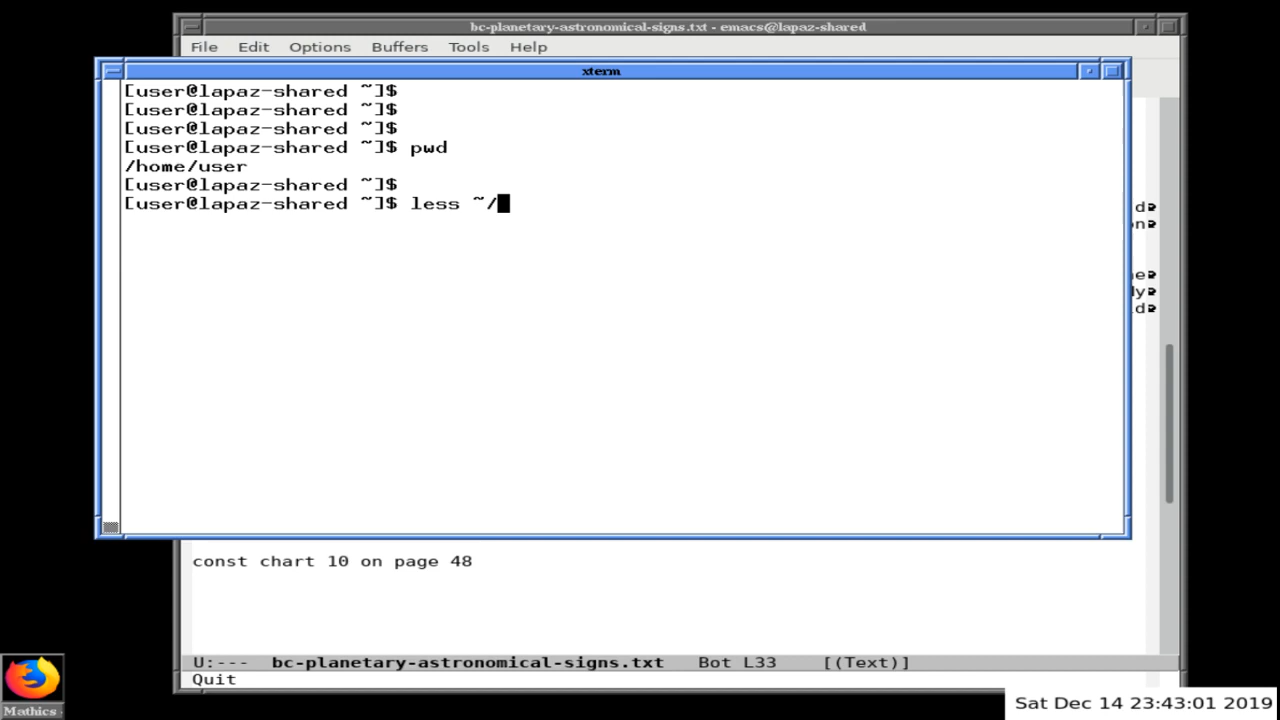 bc-planetary-astronomical-signs.txt - emacs@lapaz-shared
File Edit Options Buffers Tools Help
xterm
[user@lapaz-shared ~]$
[user@lapaz-shared ~]$
[user@lapaz-shared ~]$
[user@lapaz-shared ~]$ pwd
/home/user
[user@lapaz-shared ~]$
[user@lapaz-shared ~]$ less ~/
const chart 10 on page 48
U:--- bc-planetary-astronomical-signs.txt Bot L33 [(Text)]
Quit
Mathics
Sat Dec 14 23:43:01 2019